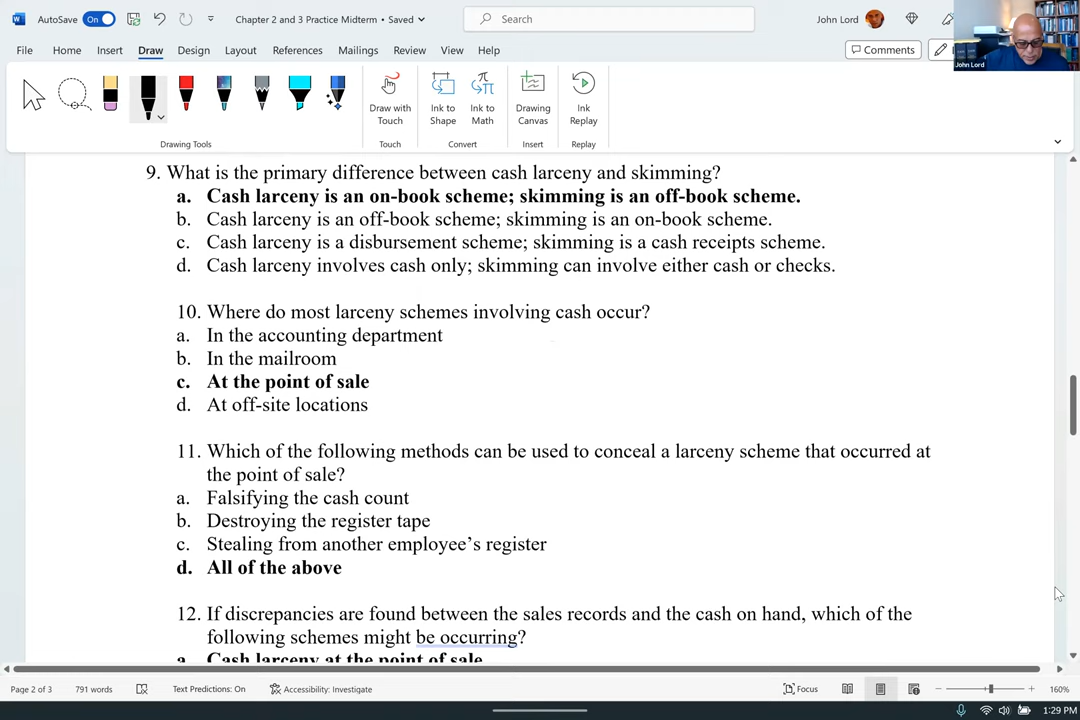 AutoSave On Chapter 2 and 3 Practice Midterm • Saved Search John Lord
File Home Insert Draw Design Layout References Mailings Review View Help Comments
John Lord
Draw with Touch Ink to Shape Ink to Math Drawing Canvas Ink Replay
Drawing Tools Touch Convert Insert Replay
9. What is the primary difference between cash larceny and skimming?
a. Cash larceny is an on-book scheme; skimming is an off-book scheme.
b. Cash larceny is an off-book scheme; skimming is an on-book scheme.
c. Cash larceny is a disbursement scheme; skimming is a cash receipts scheme.
d. Cash larceny involves cash only; skimming can involve either cash or checks.
10. Where do most larceny schemes involving cash occur?
a. In the accounting department
b. In the mailroom
c. At the point of sale
d. At off-site locations
11. Which of the following methods can be used to conceal a larceny scheme that occurred at
the point of sale?
a. Falsifying the cash count
b. Destroying the register tape
c. Stealing from another employee’s register
d. All of the above
12. If discrepancies are found between the sales records and the cash on hand, which of the
following schemes might be occurring?
a. Cash larceny at the point of sale
Page 2 of 3 791 words Text Predictions: On Accessibility: Investigate Focus 160%
1:29 PM